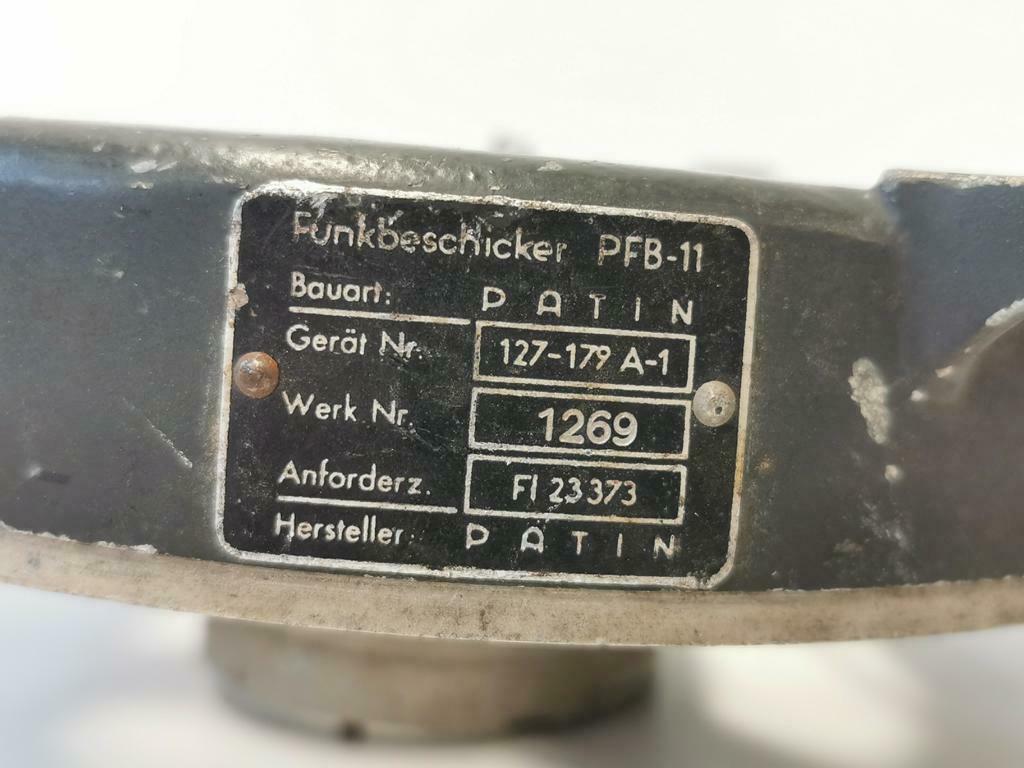 Funkbeschicker PFB-11
Bauart: PATIN
Gerät Nr. 127-179 A-1
Werk Nr. 1269
Anforderz. Fl 23373
Hersteller: PATIN